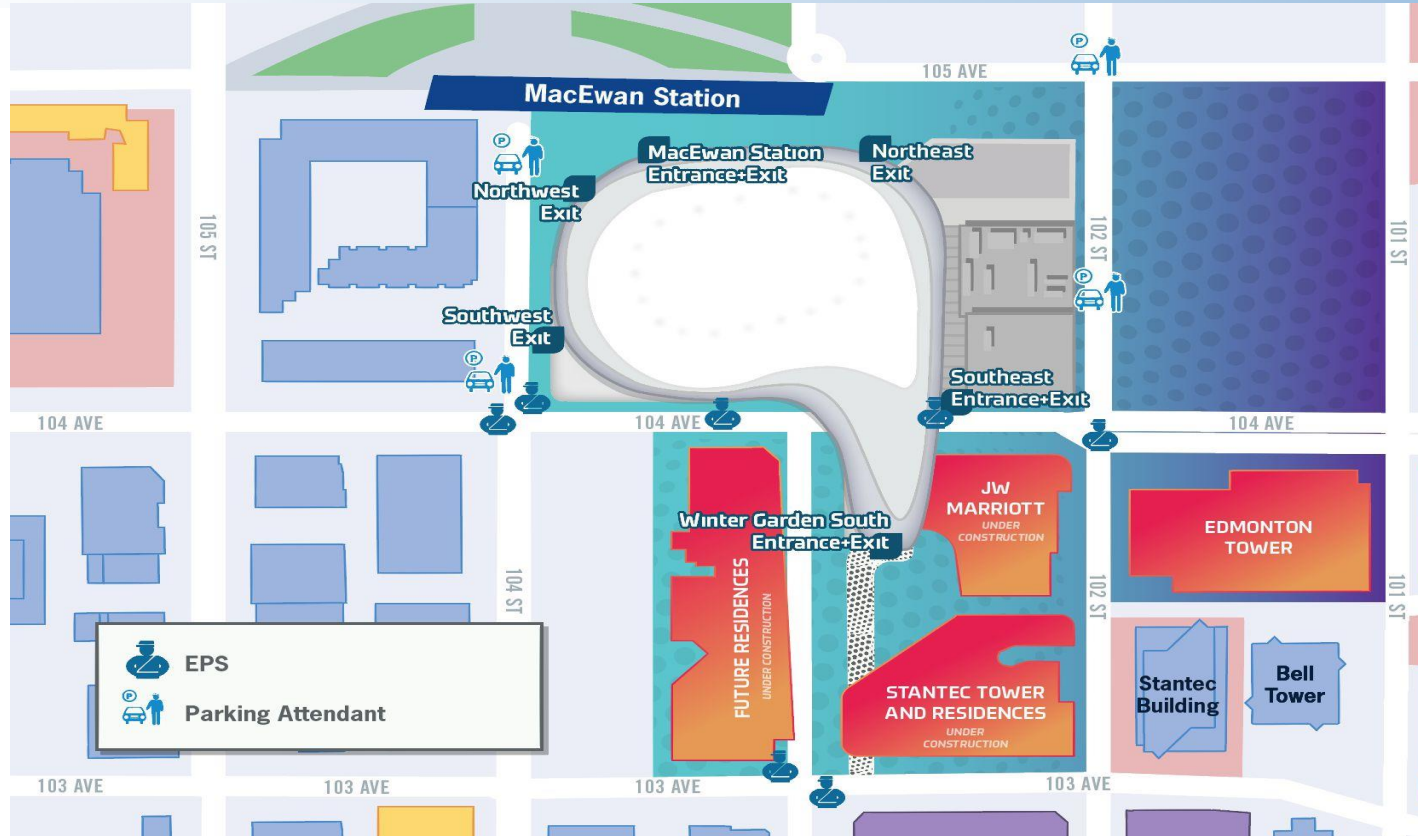 105 AVE
MacEwan Station
P
P
MacEwan Station
Entrance+Exit
Northeast
Exit
Northwest
Exit
105 ST
102 ST
101 ST
P
Southwest
Exit
P
Southeast
Entrance+Exit
104 AVE
104 AVE
104 AVE
JW
MARRIOTT
UNDER
CONSTRUCTION
Winter Garden South
Entrance+Exit
EDMONTON
TOWER
104 ST
102 ST
101 ST
FUTURE RESIDENCES
UNDER CONSTRUCTION
EPS
P
Parking Attendant
STANTEC TOWER
AND RESIDENCES
UNDER
CONSTRUCTION
Stantec
Building
Bell
Tower
103 AVE
103 AVE
103 AVE
103 AVE